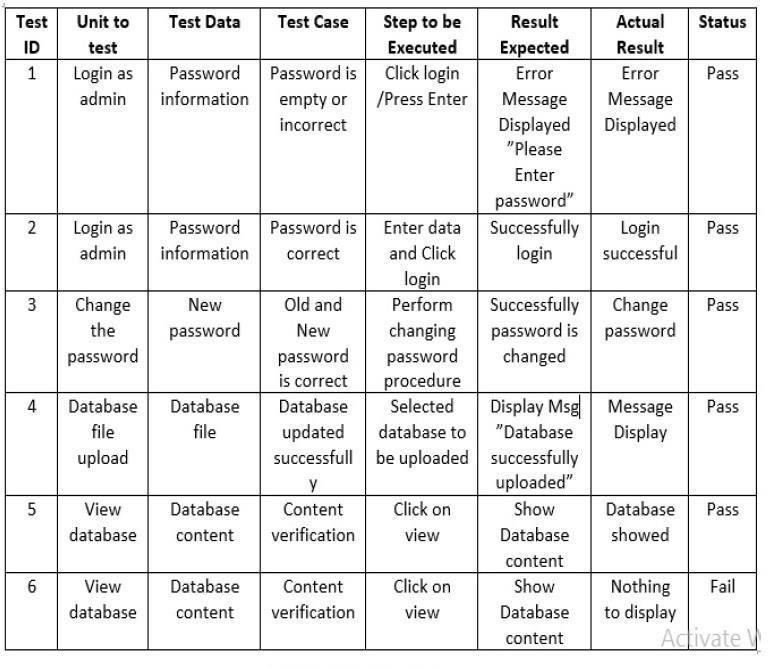 Test ID Unit to test Test Data Test Case Step to be Executed Result Expected Actual Result Status
1 Login as admin Password information Password is empty or incorrect Click login /Press Enter Error Message Displayed ”Please Enter password” Error Message Displayed Pass
2 Login as admin Password information Password is correct Enter data and Click login Successfully login Login successful Pass
3 Change the password New password Old and New password is correct Perform changing password procedure Successfully password is changed Change password Pass
4 Database file upload Database file Database updated successfully Selected database to be uploaded Display Msg ”Database successfully uploaded” Message Display Pass
5 View database Database content Content verification Click on view Show Database content Database showed Pass
6 View database Database content Content verification Click on view Show Database content Nothing to display Fail
Activate W